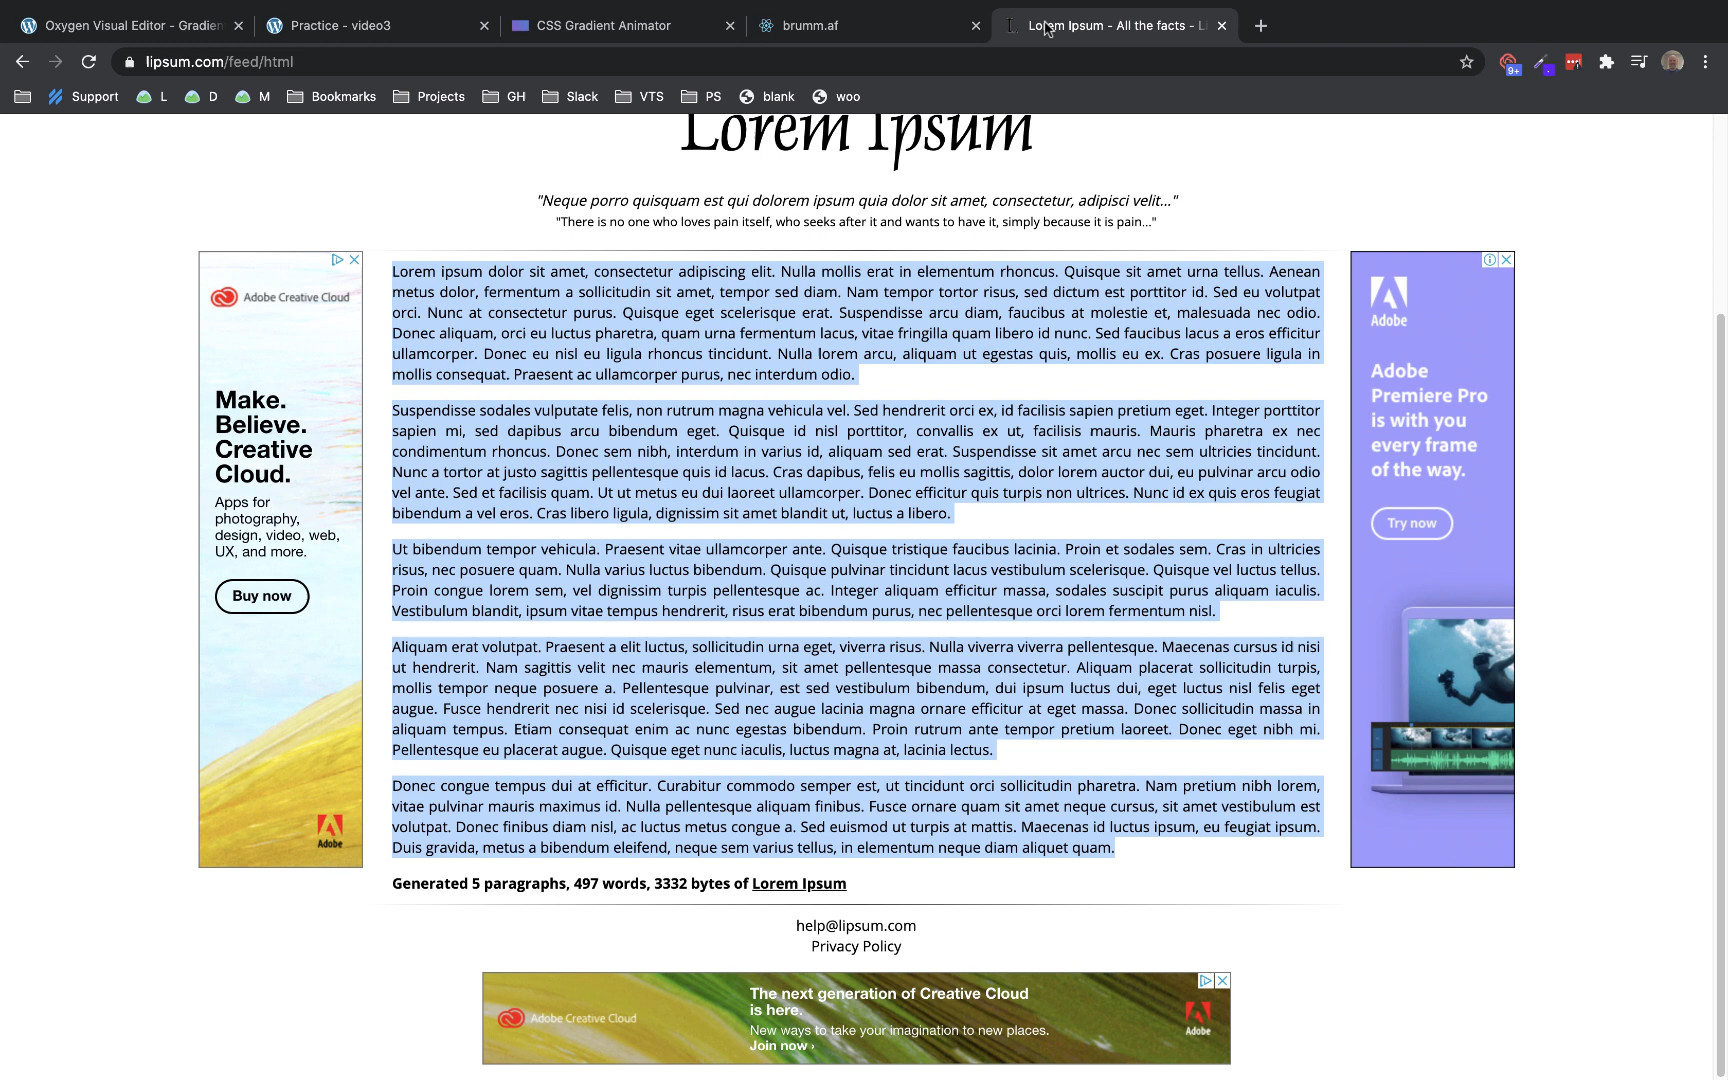 Oxygen Visual Editor - Gradien
Practice - video3
CSS Gradient Animator
brumm.af
Lorem Ipsum - All the facts - Li
lipsum.com/feed/html
9+
Support
L
D
M
Bookmarks
Projects
GH
Slack
VTS
PS
blank
woo
Lorem Ipsum
"Neque porro quisquam est qui dolorem ipsum quia dolor sit amet, consectetur, adipisci velit..."
"There is no one who loves pain itself, who seeks after it and wants to have it, simply because it is pain..."
Adobe Creative Cloud
Make.
Believe.
Creative
Cloud.
Apps for
photography,
design, video, web,
UX, and more.
Buy now
Adobe
Lorem ipsum dolor sit amet, consectetur adipiscing elit. Nulla mollis erat in elementum rhoncus. Quisque sit amet urna tellus. Aenean
metus dolor, fermentum a sollicitudin sit amet, tempor sed diam. Nam tempor tortor risus, sed dictum est porttitor id. Sed eu volutpat
orci. Nunc at consectetur purus. Quisque eget scelerisque erat. Suspendisse arcu diam, faucibus at molestie et, malesuada nec odio.
Donec aliquam, orci eu luctus pharetra, quam urna fermentum lacus, vitae fringilla quam libero id nunc. Sed faucibus lacus a eros efficitur
ullamcorper. Donec eu nisl eu ligula rhoncus tincidunt. Nulla lorem arcu, aliquam ut egestas quis, mollis eu ex. Cras posuere ligula in
mollis consequat. Praesent ac ullamcorper purus, nec interdum odio.
Suspendisse sodales vulputate felis, non rutrum magna vehicula vel. Sed hendrerit orci ex, id facilisis sapien pretium eget. Integer porttitor
sapien mi, sed dapibus arcu bibendum eget. Quisque id nisl porttitor, convallis ex ut, facilisis mauris. Mauris pharetra ex nec
condimentum rhoncus. Donec sem nibh, interdum in varius id, aliquam sed erat. Suspendisse sit amet arcu nec sem ultricies tincidunt.
Nunc a tortor at justo sagittis pellentesque quis id lacus. Cras dapibus, felis eu mollis sagittis, dolor lorem auctor dui, eu pulvinar arcu odio
vel ante. Sed et facilisis quam. Ut ut metus eu dui laoreet ullamcorper. Donec efficitur quis turpis non ultrices. Nunc id ex quis eros feugiat
bibendum a vel eros. Cras libero ligula, dignissim sit amet blandit ut, luctus a libero.
Ut bibendum tempor vehicula. Praesent vitae ullamcorper ante. Quisque tristique faucibus lacinia. Proin et sodales sem. Cras in ultricies
risus, nec posuere quam. Nulla varius luctus bibendum. Quisque pulvinar tincidunt lacus vestibulum scelerisque. Quisque vel luctus tellus.
Proin congue lorem sem, vel dignissim turpis pellentesque ac. Integer aliquam efficitur massa, sodales suscipit purus aliquam iaculis.
Vestibulum blandit, ipsum vitae tempus hendrerit, risus erat bibendum purus, nec pellentesque orci lorem fermentum nisl.
Aliquam erat volutpat. Praesent a elit luctus, sollicitudin urna eget, viverra risus. Nulla viverra viverra pellentesque. Maecenas cursus id nisi
ut hendrerit. Nam sagittis velit nec mauris elementum, sit amet pellentesque massa consectetur. Aliquam placerat sollicitudin turpis,
mollis tempor neque posuere a. Pellentesque pulvinar, est sed vestibulum bibendum, dui ipsum luctus dui, eget luctus nisl felis eget
augue. Fusce hendrerit nec nisi id scelerisque. Sed nec augue lacinia magna ornare efficitur at eget massa. Donec sollicitudin massa in
aliquam tempus. Etiam consequat enim ac nunc egestas bibendum. Proin rutrum ante tempor pretium laoreet. Donec eget nibh mi.
Pellentesque eu placerat augue. Quisque eget nunc iaculis, luctus magna at, lacinia lectus.
Donec congue tempus dui at efficitur. Curabitur commodo semper est, ut tincidunt orci sollicitudin pharetra. Nam pretium nibh lorem,
vitae pulvinar mauris maximus id. Nulla pellentesque aliquam finibus. Fusce ornare quam sit amet neque cursus, sit amet vestibulum est
volutpat. Donec finibus diam nisl, ac luctus metus congue a. Sed euismod ut turpis at mattis. Maecenas id luctus ipsum, eu feugiat ipsum.
Duis gravida, metus a bibendum eleifend, neque sem varius tellus, in elementum neque diam aliquet quam.
Generated 5 paragraphs, 497 words, 3332 bytes of Lorem Ipsum
Adobe
Adobe
Premiere Pro
is with you
every frame
of the way.
Try now
help@lipsum.com
Privacy Policy
Adobe Creative Cloud
The next generation of Creative Cloud
is here.
New ways to take your imagination to new places.
Join now ›
Adobe